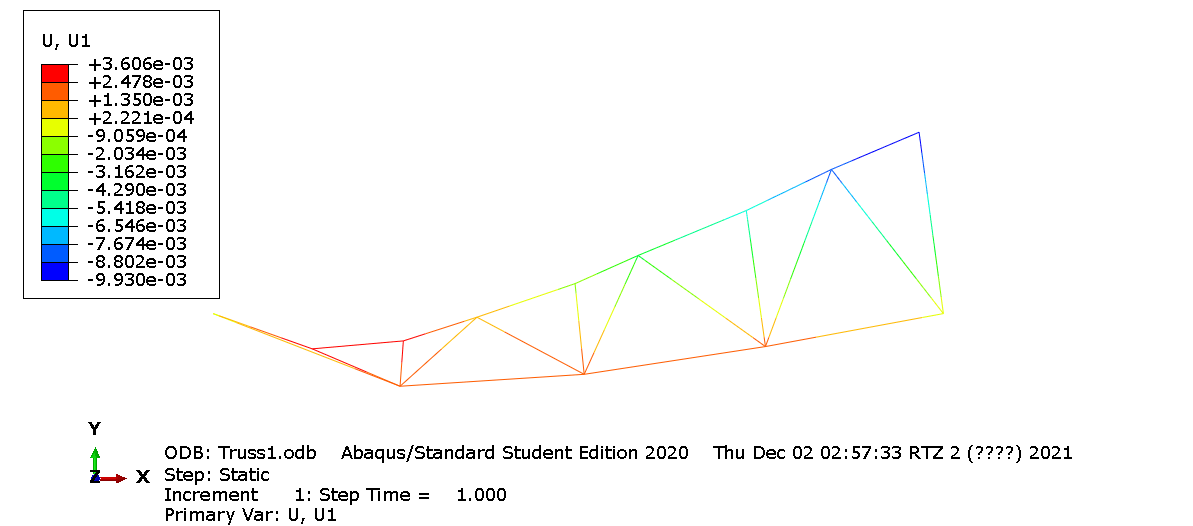 U, U1
+3.606e-03
+2.478e-03
+1.350e-03
+2.221e-04
-9.059e-04
-2.034e-03
-3.162e-03
-4.290e-03
-5.418e-03
-6.546e-03
-7.674e-03
-8.802e-03
-9.930e-03
Y
Z X
ODB: Truss1.odb Abaqus/Standard Student Edition 2020 Thu Dec 02 02:57:33 RTZ 2 (????) 2021
Step: Static
Increment 1: Step Time = 1.000
Primary Var: U, U1